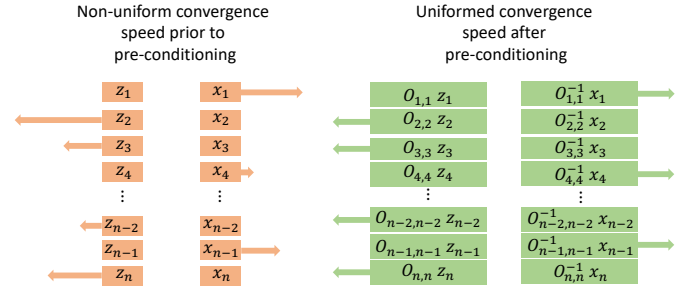 Non-uniform convergence
speed prior to
pre-conditioning
Uniformed convergence
speed after
pre-conditioning
z₁ x₁ O₁,₁ z₁ O₁,₁⁻¹ x₁
z₂ x₂ O₂,₂ z₂ O₂,₂⁻¹ x₂
z₃ x₃ O₃,₃ z₃ O₃,₃⁻¹ x₃
z₄ x₄ O₄,₄ z₄ O₄,₄⁻¹ x₄
⋮ ⋮ ⋮ ⋮
zₙ₋₂ xₙ₋₂ Oₙ₋₂,ₙ₋₂ zₙ₋₂ Oₙ₋₂,ₙ₋₂⁻¹ xₙ₋₂
zₙ₋₁ xₙ₋₁ Oₙ₋₁,ₙ₋₁ zₙ₋₁ Oₙ₋₁,ₙ₋₁⁻¹ xₙ₋₁
zₙ xₙ Oₙ,ₙ zₙ Oₙ,ₙ⁻¹ xₙ